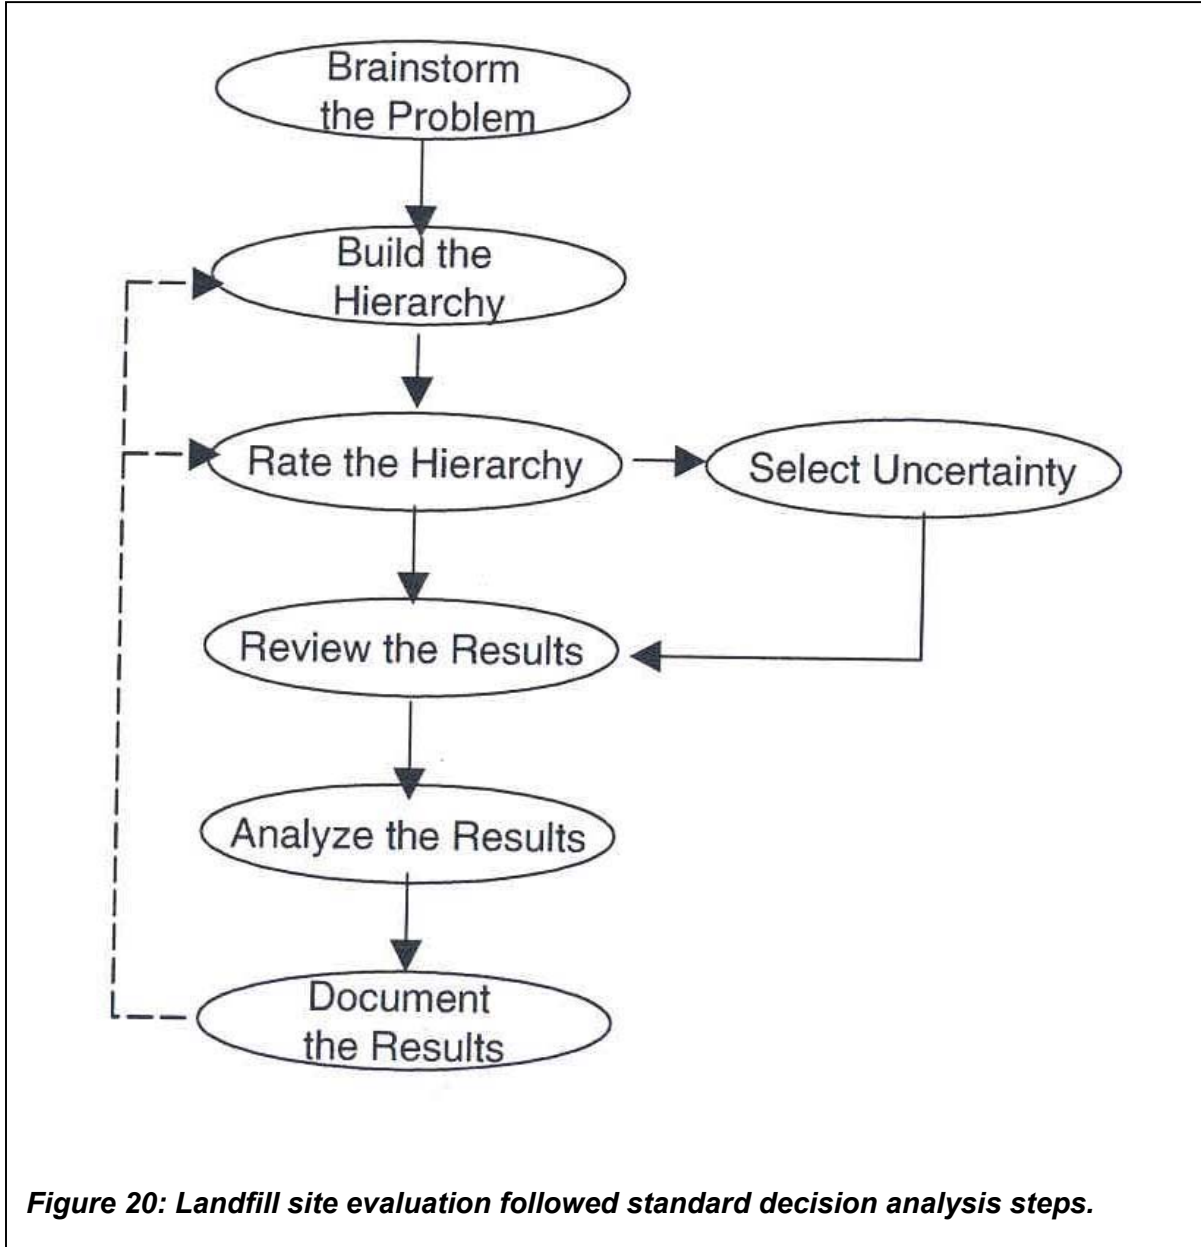 Brainstorm
the Problem
Build the
Hierarchy
Rate the Hierarchy
Select Uncertainty
Review the Results
Analyze the Results
Document
the Results
Figure 20: Landfill site evaluation followed standard decision analysis steps.